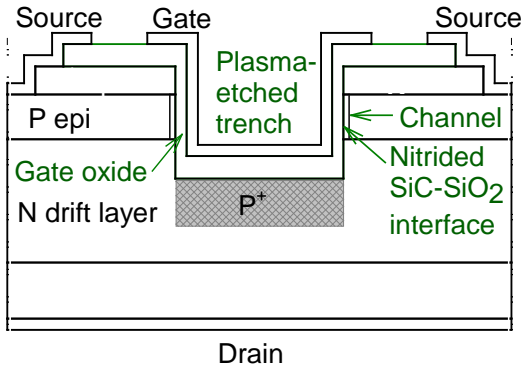 Source
Gate
Source
Plasma-
etched
trench
P epi
Channel
Gate oxide
Nitrided
SiC-SiO2
interface
N drift layer
P+
Drain